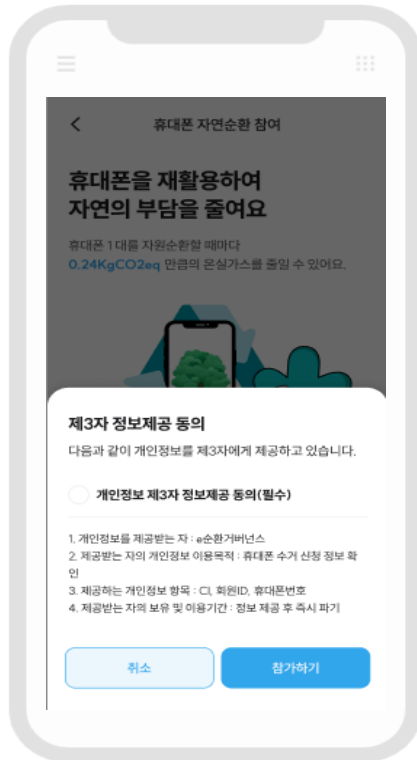 휴대폰 자연순환 참여
휴대폰을 재활용하여
자연의 부담을 줄여요
휴대폰 1대를 자원순환할 때마다
0.24KgCO2eq 만큼의 온실가스를 줄일 수 있어요.
제3자 정보제공 동의
다음과 같이 개인정보를 제3자에게 제공하고 있습니다.
개인정보 제3자 정보제공 동의(필수)
1. 개인정보를 제공받는 자 : e순환거버넌스
2. 제공받는 자의 개인정보 이용목적 : 휴대폰 수거 신청 정보 확
인
3. 제공하는 개인정보 항목 : CI, 회원ID, 휴대폰번호
4. 제공받는 자의 보유 및 이용기간 : 정보 제공 후 즉시 파기
취소 참가하기